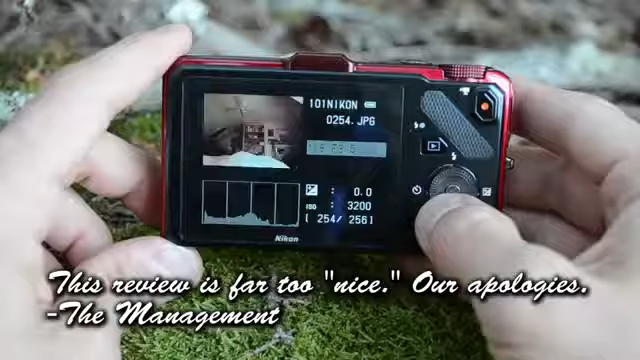 101NIKON
0254.JPG
: 0.0
ISO : 3200
[ 254/ 256]
Nikon
This review is far too "nice." Our apologies.
-The Management